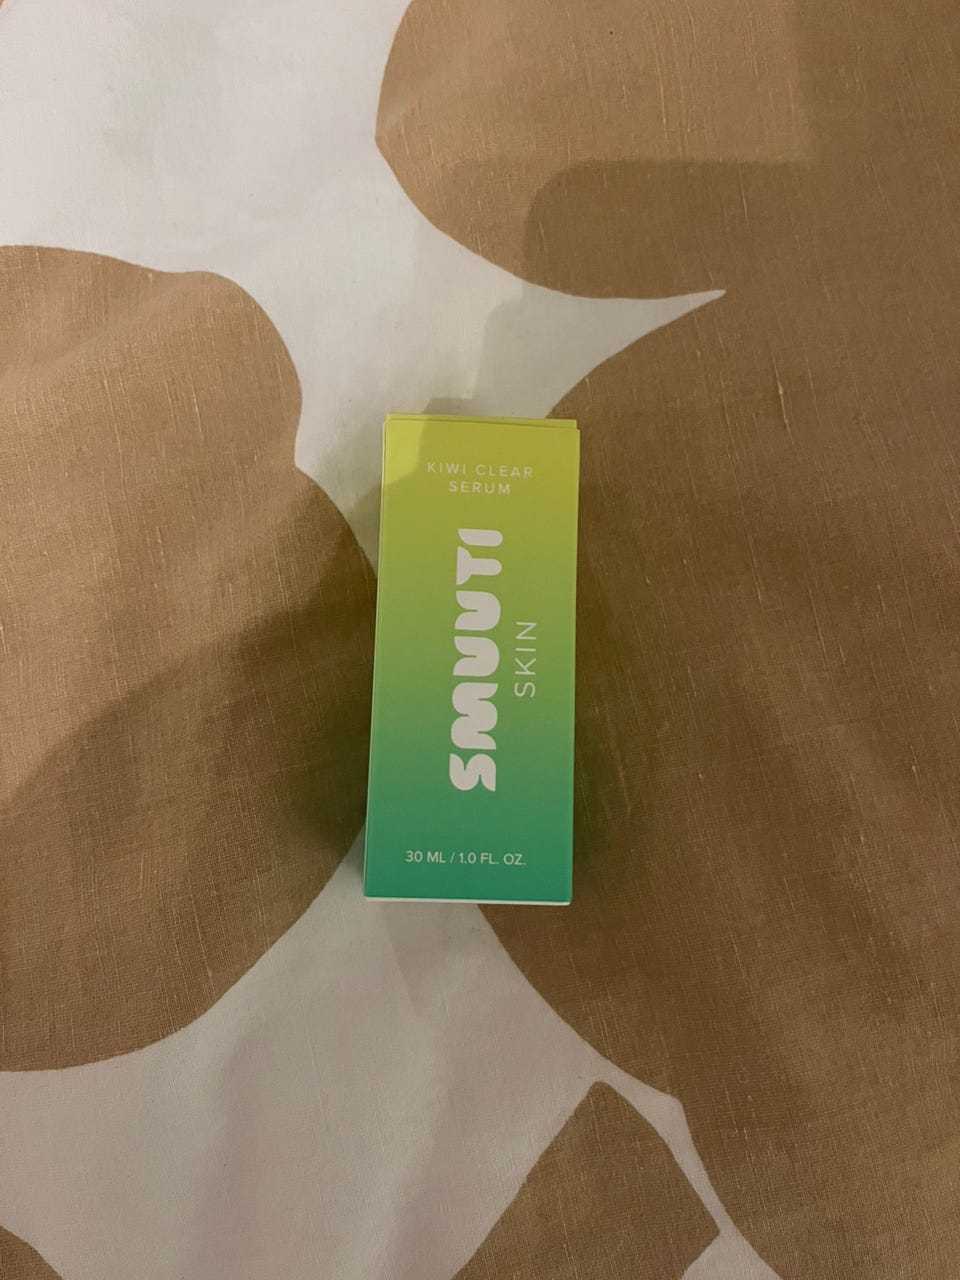 KIWI CLEAR
SERUM
SMUUTI
SKIN
30 ML / 1.0 FL. OZ.